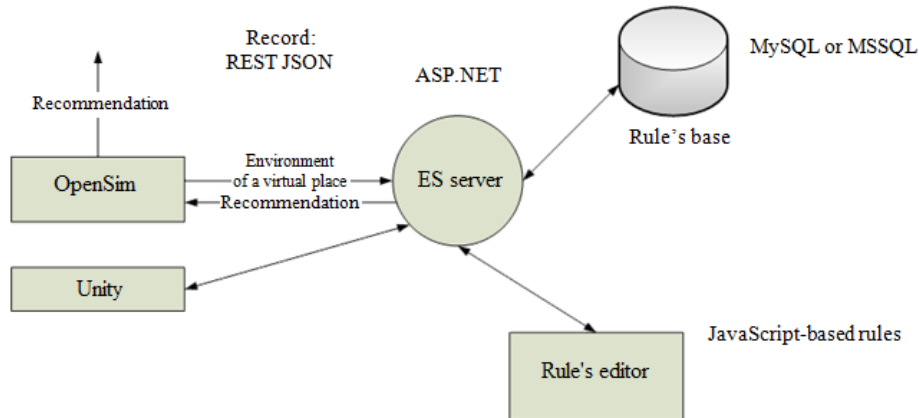 Record:
REST JSON
MySQL or MSSQL
ASP.NET
Recommendation
Rule's base
Environment
of a virtual place
OpenSim
ES server
Recommendation
Unity
JavaScript-based rules
Rule's editor